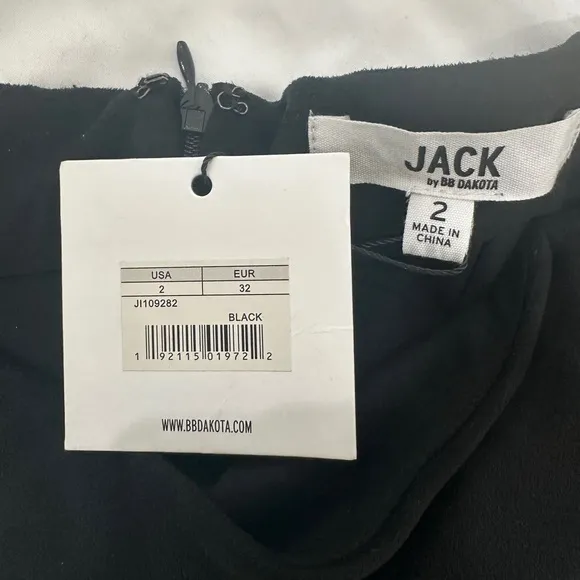 JACK
by BB DAKOTA
2
MADE IN
CHINA
USA EUR
2 32
JI109282
BLACK
1 92115 01972 2
WWW.BBDAKOTA.COM